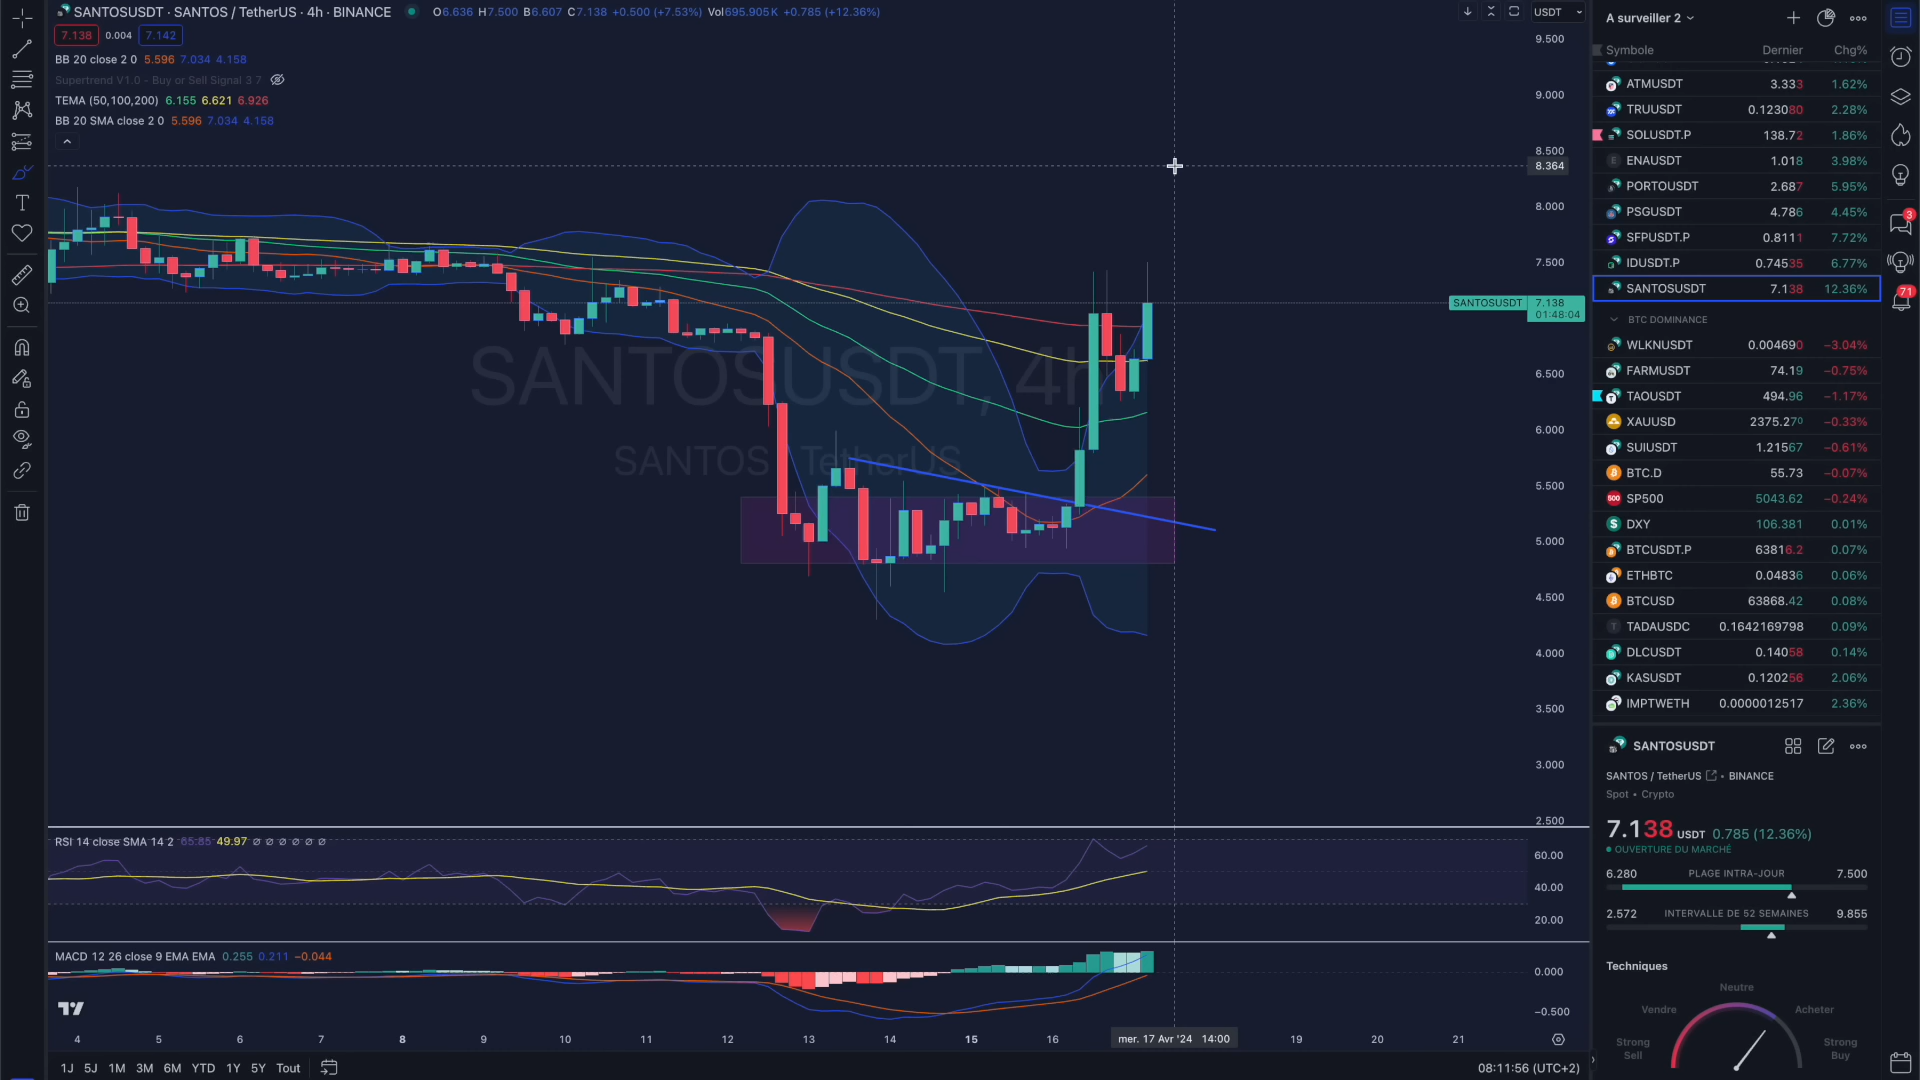 SANTOSUSDT · SANTOS / TetherUS · 4h · BINANCE O6.636 H7.500 B6.607 C7.138 +0.500 (+7.53%) Vol695.905K +0.785 (+12.36%)
7.138 0.004 7.142
BB 20 close 2 0 5.596 7.034 4.158
Supertrend V1.0 - Buy or Sell Signal 3 7
TEMA (50,100,200) 6.155 6.621 6.926
BB 20 SMA close 2 0 5.596 7.034 4.158
USDT
9.500
9.000
8.500
8.364
8.000
7.500
SANTOSUSDT 7.138
01:48:04
6.500
6.000
5.500
5.000
4.500
4.000
3.500
3.000
2.500
SANTOSUSDT, 4h
SANTOS / TetherUS
RSI 14 close SMA 14 2 65.85 49.97 ø ø ø ø ø ø
60.00
40.00
20.00
MACD 12 26 close 9 EMA EMA 0.255 0.211 −0.044
0.000
−0.500
4 5 6 7 8 9 10 11 12 13 14 15 16 mer. 17 Avr '24 14:00 19 20 21
1J 5J 1M 3M 6M YTD 1Y 5Y Tout
08:11:56 (UTC+2)
A surveiller 2
Symbole Dernier Chg%
ATMUSDT 3.333 1.62%
TRUUSDT 0.123080 2.28%
SOLUSDT.P 138.72 1.86%
ENAUSDT 1.018 3.98%
PORTOUSDT 2.687 5.95%
PSGUSDT 4.786 4.45%
SFPUSDT.P 0.8111 7.72%
IDUSDT.P 0.74535 6.77%
SANTOSUSDT 7.138 12.36%
BTC DOMINANCE
WLKNUSDT 0.004690 −3.04%
FARMUSDT 74.19 −0.75%
TAOUSDT 494.96 −1.17%
XAUUSD 2375.270 −0.33%
SUIUSDT 1.21567 −0.61%
BTC.D 55.73 −0.07%
SP500 5043.62 −0.24%
DXY 106.381 0.01%
BTCUSDT.P 63816.2 0.07%
ETHBTC 0.04836 0.06%
BTCUSD 63868.42 0.08%
TADAUSDC 0.1642169798 0.09%
DLCUSDT 0.14058 0.14%
KASUSDT 0.120256 2.06%
IMPTWETH 0.0000012517 2.36%
SANTOSUSDT
SANTOS / TetherUS • BINANCE
Spot • Crypto
7.138 USDT 0.785 (12.36%)
OUVERTURE DU MARCHÉ
6.280 PLAGE INTRA-JOUR 7.500
2.572 INTERVALLE DE 52 SEMAINES 9.855
Techniques
Neutre
Vendre Acheter
Strong Sell
Strong Buy
3
71